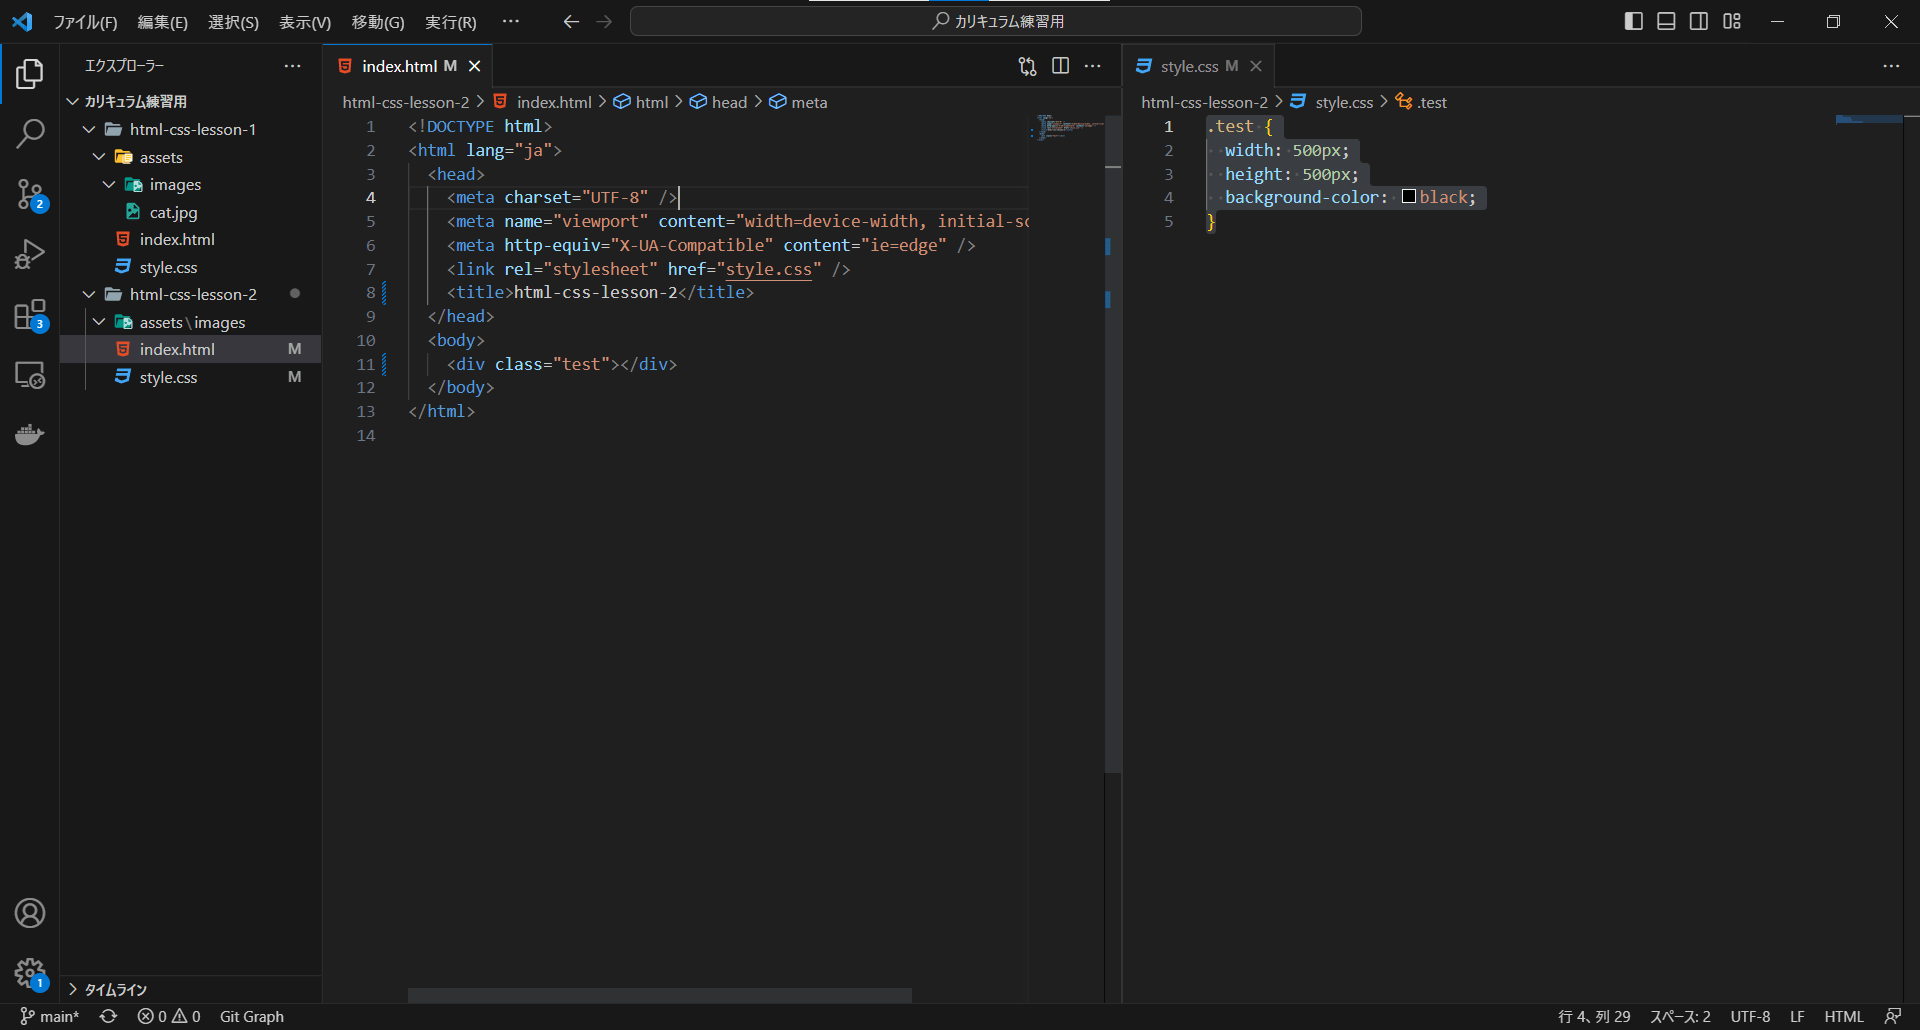 ファイル(F) 編集(E) 選択(S) 表示(V) 移動(G) 実行(R) ··· カリキュラム練習用
エクスプローラー ···
カリキュラム練習用
html-css-lesson-1
assets
images
cat.jpg
index.html
style.css
html-css-lesson-2
assets\images
index.html M
style.css M
タイムライン
2
3
1
index.html M
html-css-lesson-2 > index.html > html > head > meta
1 <!DOCTYPE html>
2 <html lang="ja">
3 <head>
4 <meta charset="UTF-8" />
5 <meta name="viewport" content="width=device-width, initial-sc
6 <meta http-equiv="X-UA-Compatible" content="ie=edge" />
7 <link rel="stylesheet" href="style.css" />
8 <title>html-css-lesson-2</title>
9 </head>
10 <body>
11 <div class="test"></div>
12 </body>
13 </html>
14
style.css M
html-css-lesson-2 > style.css > .test
1 .test {
2 width: 500px;
3 height: 500px;
4 background-color: black;
5 }
main* 0 0 Git Graph 行 4、列 29 スペース: 2 UTF-8 LF HTML